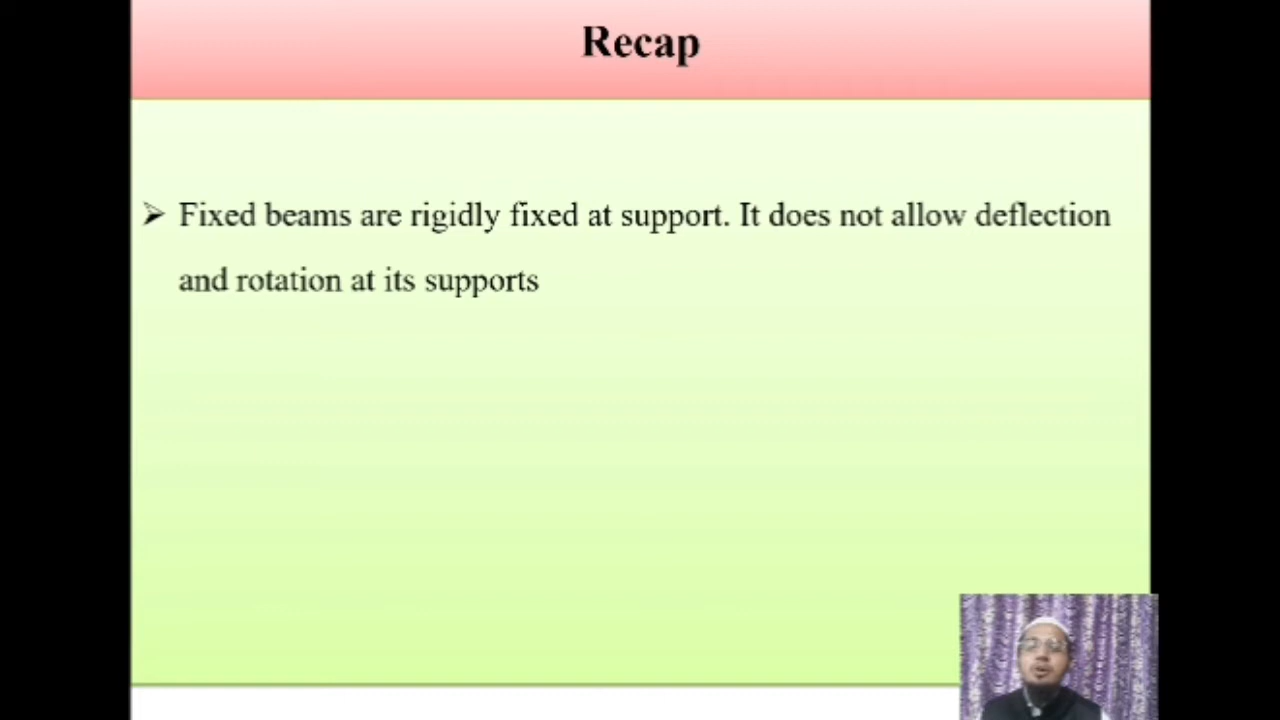 Recap
➢ Fixed beams are rigidly fixed at support. It does not allow deflection
and rotation at its supports